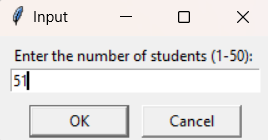 Input
Enter the number of students (1-50):
51
OK
Cancel